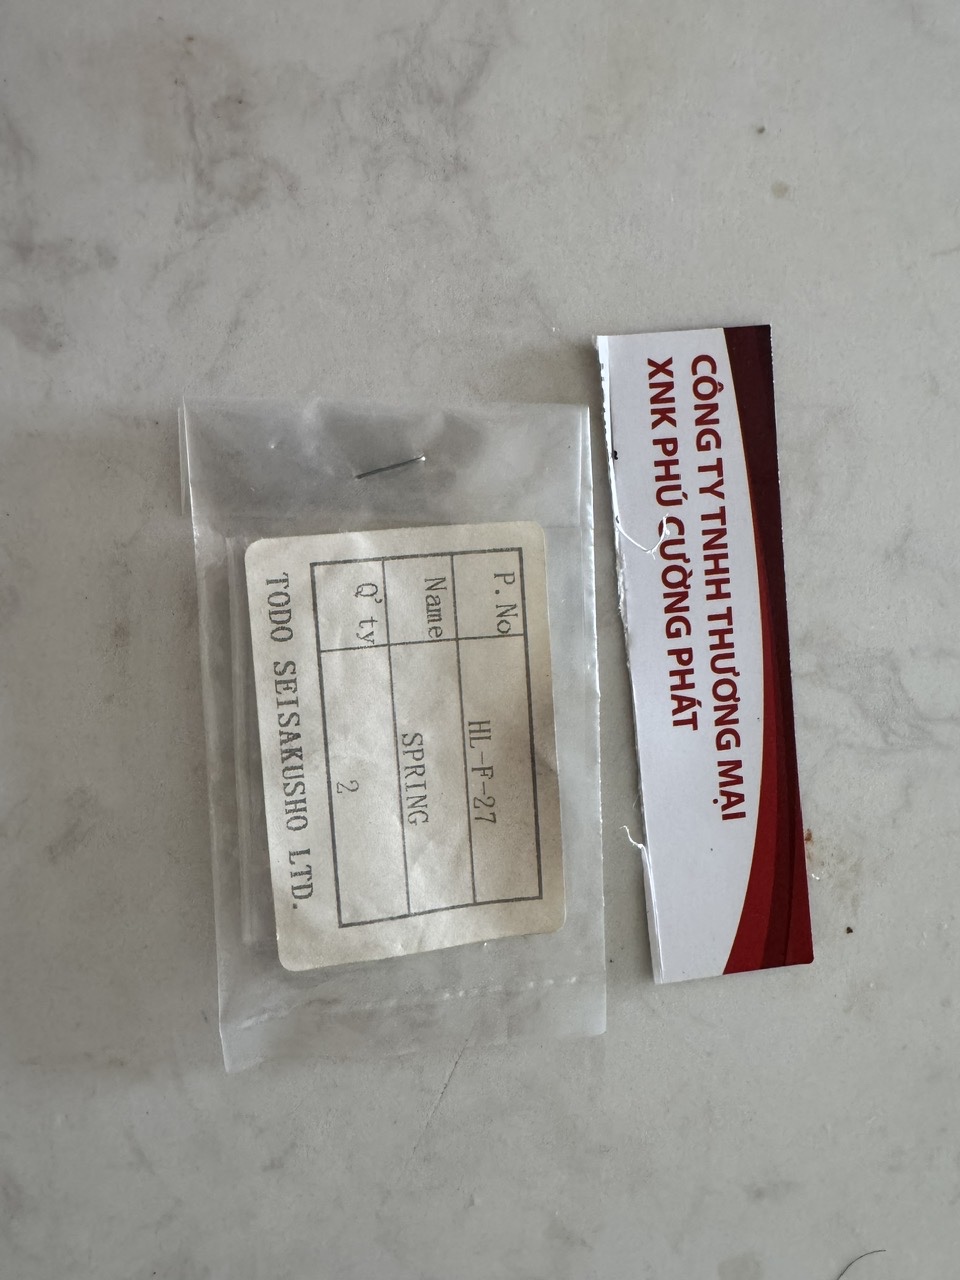 CÔNG TY TNHH THƯƠNG MẠI
XNK PHÚ CƯỜNG PHÁT
P.No HL-F-27
Name SPRING
Q'ty 2
TODO SEISAKUSHO LTD.